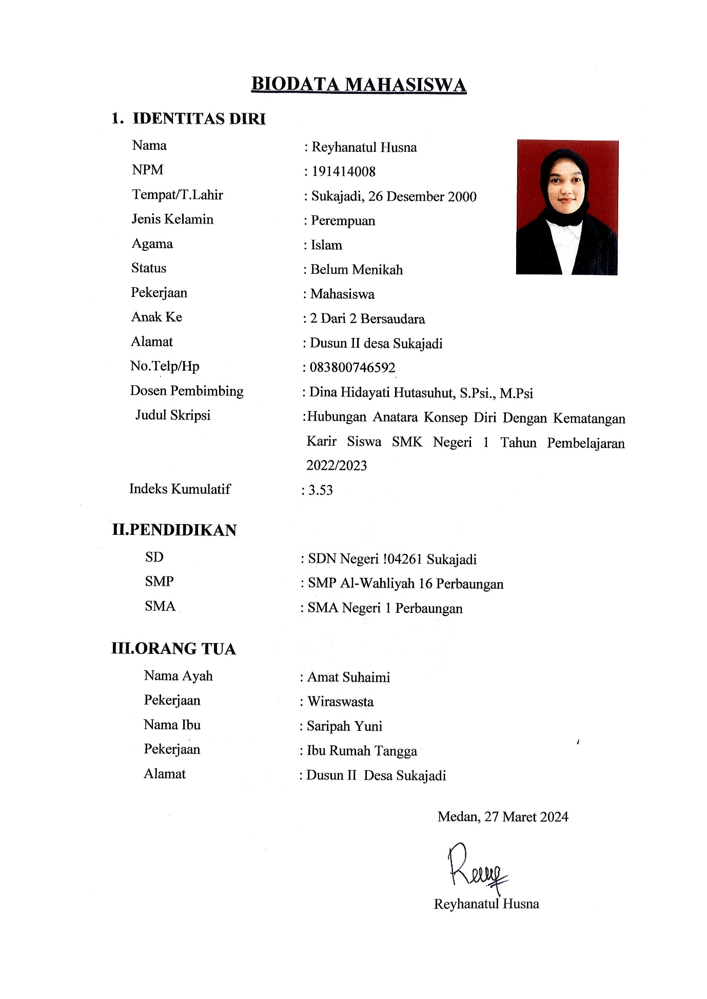 BIODATA MAHASISWA
1. IDENTITAS DIRI
Nama : Reyhanatul Husna
NPM : 191414008
Tempat/T.Lahir : Sukajadi, 26 Desember 2000
Jenis Kelamin : Perempuan
Agama : Islam
Status : Belum Menikah
Pekerjaan : Mahasiswa
Anak Ke : 2 Dari 2 Bersaudara
Alamat : Dusun II desa Sukajadi
No.Telp/Hp : 083800746592
Dosen Pembimbing : Dina Hidayati Hutasuhut, S.Psi., M.Psi
Judul Skripsi :Hubungan Anatara Konsep Diri Dengan Kematangan
Karir Siswa SMK Negeri 1 Tahun Pembelajaran
2022/2023
Indeks Kumulatif : 3.53
II.PENDIDIKAN
SD : SDN Negeri !04261 Sukajadi
SMP : SMP Al-Wahliyah 16 Perbaungan
SMA : SMA Negeri 1 Perbaungan
III.ORANG TUA
Nama Ayah : Amat Suhaimi
Pekerjaan : Wiraswasta
Nama Ibu : Saripah Yuni
Pekerjaan : Ibu Rumah Tangga
Alamat : Dusun II Desa Sukajadi
Medan, 27 Maret 2024
Reyhanatul Husna